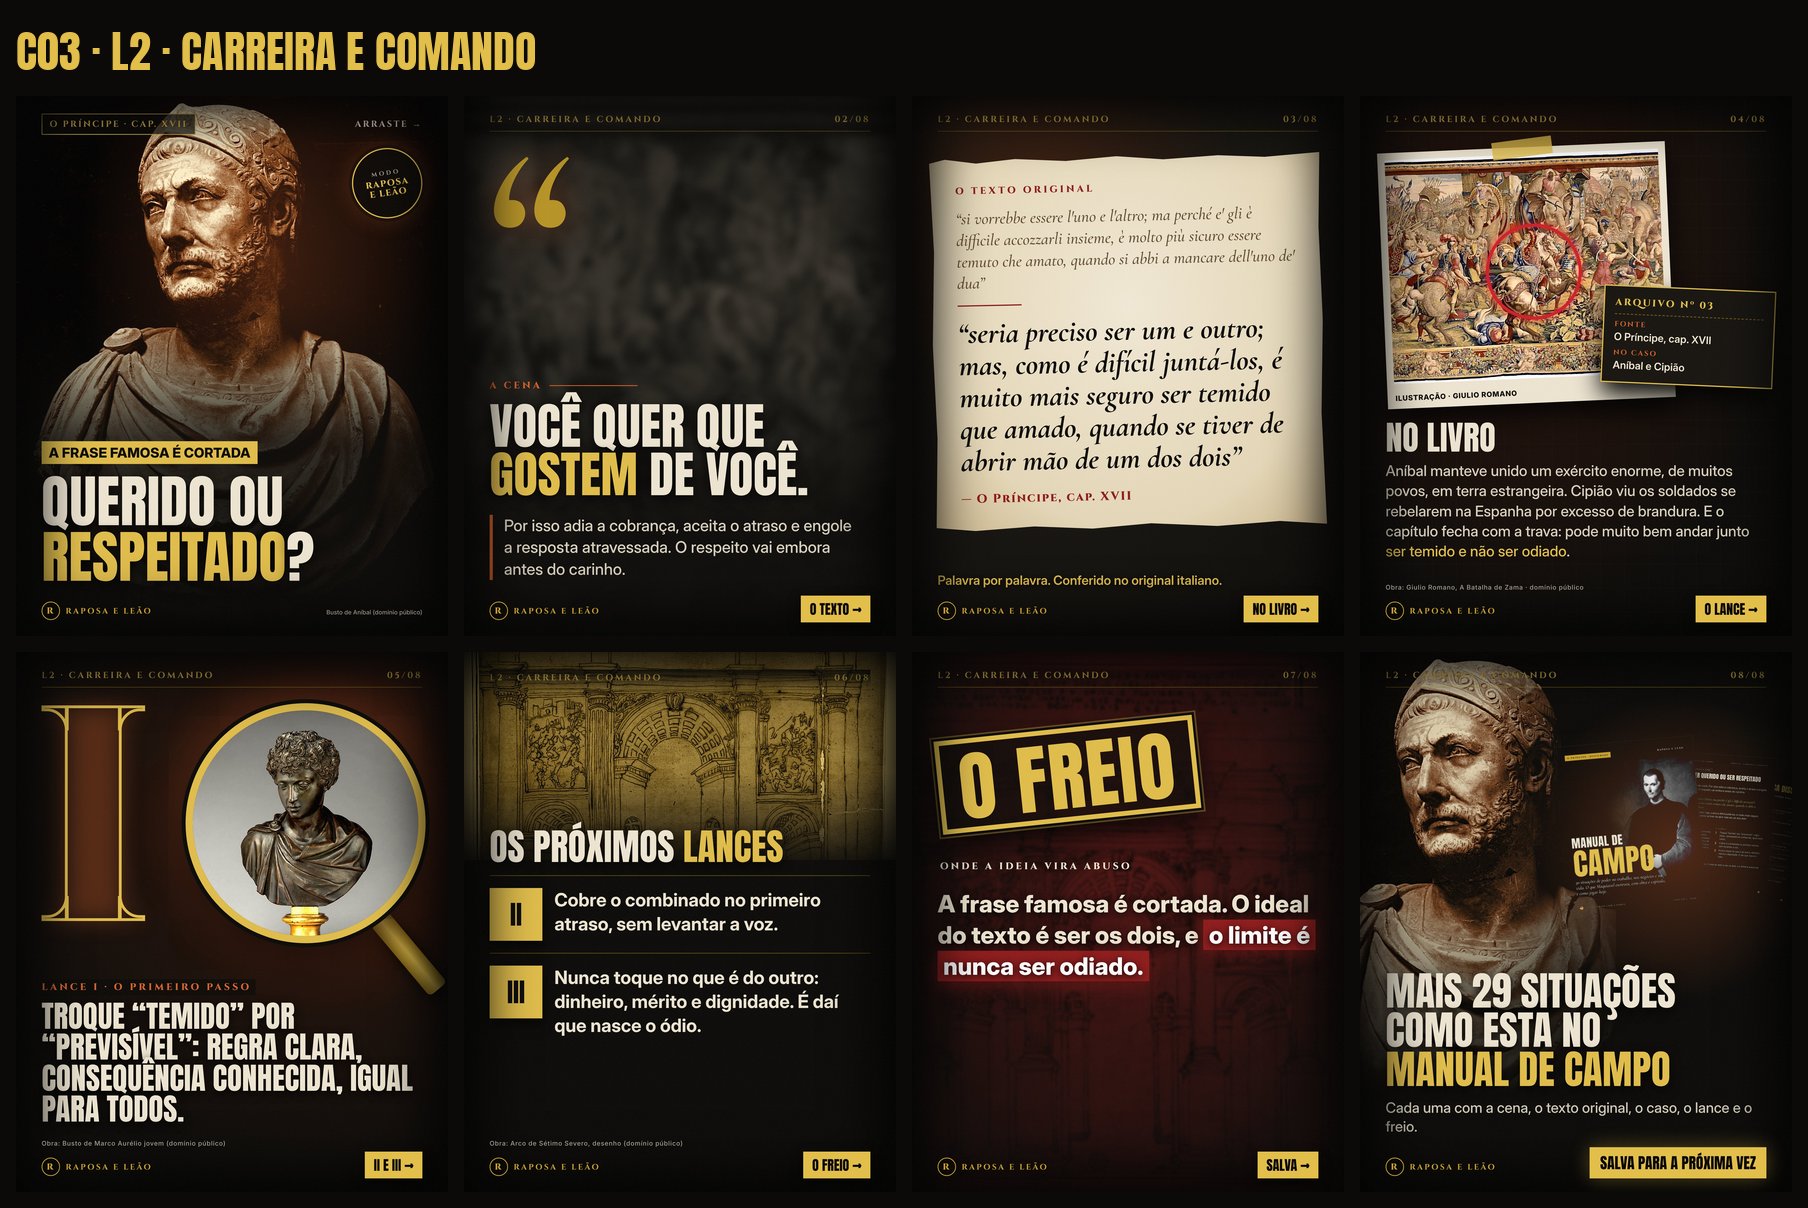 CO3 · L2 · CARREIRA E COMANDO
O PRÍNCIPE · CAP. XVII
ARRASTE →
MODO
RAPOSA
E LEÃO
A FRASE FAMOSA É CORTADA
QUERIDO OU
RESPEITADO?
R RAPOSA E LEÃO
Busto de Aníbal (domínio público)
L2 · CARREIRA E COMANDO
02/08
“
A CENA
VOCÊ QUER QUE
GOSTEM DE VOCÊ.
Por isso adia a cobrança, aceita o atraso e engole
a resposta atravessada. O respeito vai embora
antes do carinho.
R RAPOSA E LEÃO
O TEXTO →
L2 · CARREIRA E COMANDO
03/08
O TEXTO ORIGINAL
“si vorrebbe essere l'uno e l'altro; ma perché e' gli è
difficile accozzarli insieme, è molto più sicuro essere
temuto che amato, quando si abbi a mancare dell'uno de'
dua”
“seria preciso ser um e outro;
mas, como é difícil juntá-los, é
muito mais seguro ser temido
que amado, quando se tiver de
abrir mão de um dos dois”
— O PRÍNCIPE, CAP. XVII
Palavra por palavra. Conferido no original italiano.
R RAPOSA E LEÃO
NO LIVRO →
L2 · CARREIRA E COMANDO
04/08
ARQUIVO Nº 03
FONTE
O Príncipe, cap. XVII
NO CASO
Aníbal e Cipião
ILUSTRAÇÃO · GIULIO ROMANO
NO LIVRO
Aníbal manteve unido um exército enorme, de muitos
povos, em terra estrangeira. Cipião viu os soldados se
rebelarem na Espanha por excesso de brandura. E o
capítulo fecha com a trava: pode muito bem andar junto
ser temido e não ser odiado.
Obra: Giulio Romano, A Batalha de Zama · domínio público
R RAPOSA E LEÃO
O LANCE →
L2 · CARREIRA E COMANDO
05/08
I
LANCE I · O PRIMEIRO PASSO
TROQUE “TEMIDO” POR
“PREVISÍVEL”: REGRA CLARA,
CONSEQUÊNCIA CONHECIDA, IGUAL
PARA TODOS.
Obra: Busto de Marco Aurélio jovem (domínio público)
R RAPOSA E LEÃO
II E III →
L2 · CARREIRA E COMANDO
06/08
OS PRÓXIMOS LANCES
II
Cobre o combinado no primeiro
atraso, sem levantar a voz.
III
Nunca toque no que é do outro:
dinheiro, mérito e dignidade. É daí
que nasce o ódio.
Obra: Arco de Sétimo Severo, desenho (domínio público)
R RAPOSA E LEÃO
O FREIO →
L2 · CARREIRA E COMANDO
07/08
O FREIO
ONDE A IDEIA VIRA ABUSO
A frase famosa é cortada. O ideal
do texto é ser os dois, e o limite é
nunca ser odiado.
R RAPOSA E LEÃO
SALVA →
L2 · CARREIRA E COMANDO
08/08
QUERIDO OU SER RESPEITADO
MANUAL DE
CAMPO
MAIS 29 SITUAÇÕES
COMO ESTA NO
MANUAL DE CAMPO
Cada uma com a cena, o texto original, o caso, o lance e o
freio.
R RAPOSA E LEÃO
SALVA PARA A PRÓXIMA VEZ